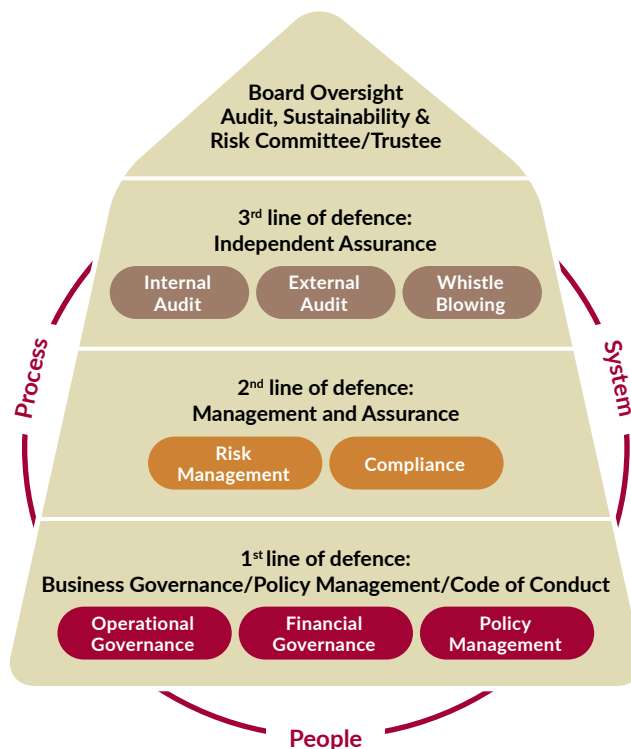 Board Oversight
Audit, Sustainability &
Risk Committee/Trustee
3rd line of defence:
Independent Assurance
Internal
Audit
External
Audit
Whistle
Blowing
Process
System
2nd line of defence:
Management and Assurance
Risk
Management
Compliance
1st line of defence:
Business Governance/Policy Management/Code of Conduct
Operational
Governance
Financial
Governance
Policy
Management
People